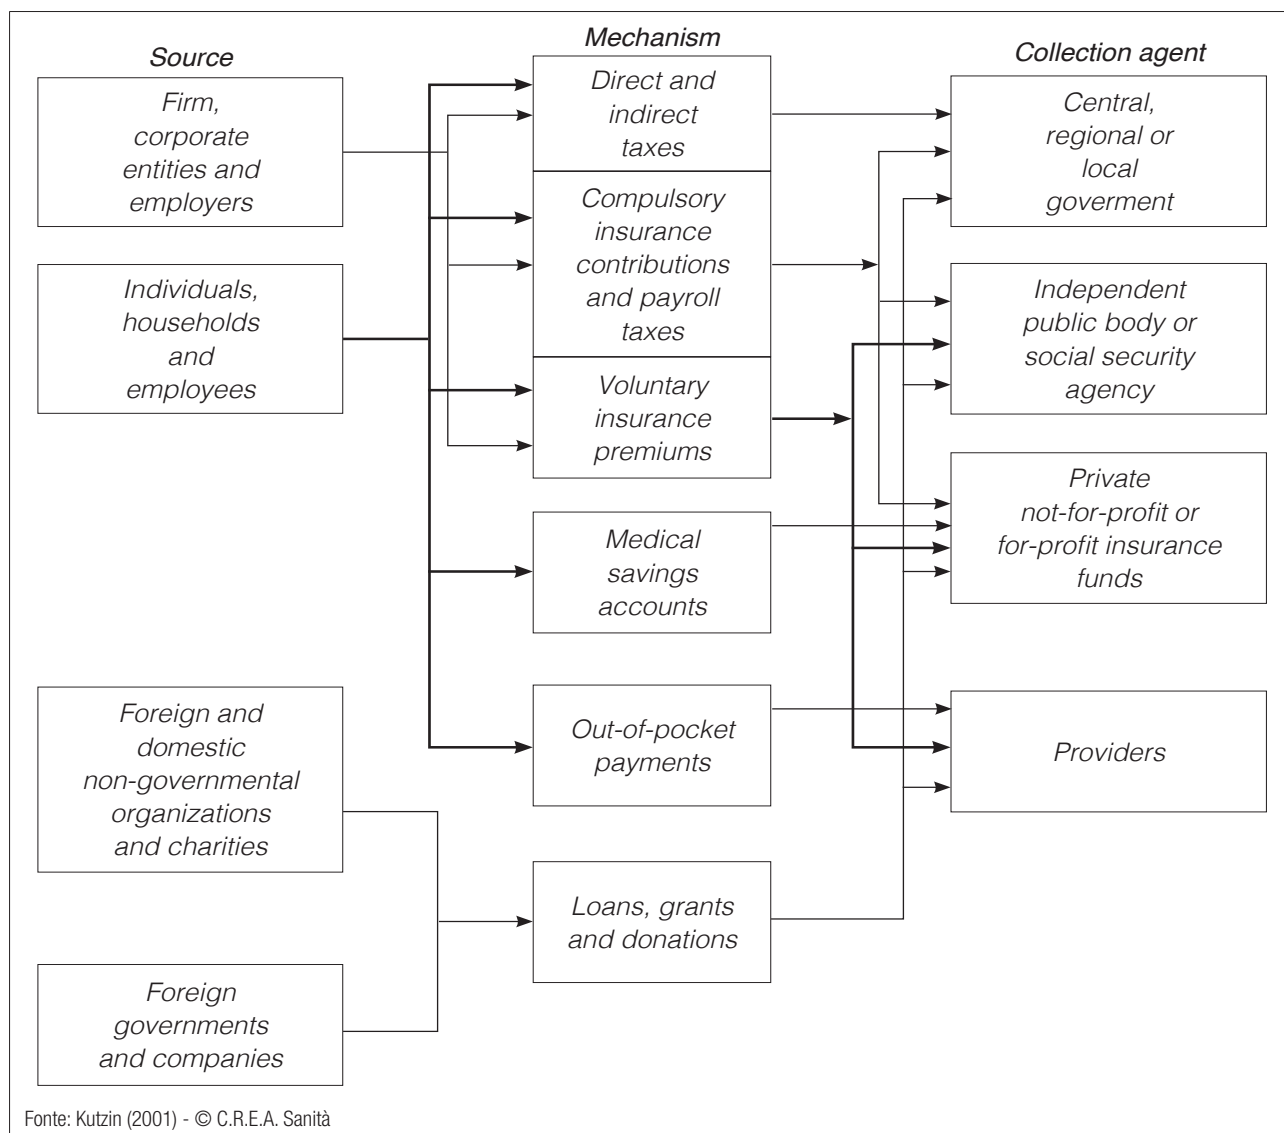 Source
Firm,
corporate
entities and
employers
Individuals,
households
and
employees
Foreign and
domestic
non-governmental
organizations
and charities
Foreign
governments
and companies
Mechanism
Direct and
indirect
taxes
Compulsory
insurance
contributions
and payroll
taxes
Voluntary
insurance
premiums
Medical
savings
accounts
Out-of-pocket
payments
Loans, grants
and donations
Collection agent
Central,
regional or
local
goverment
Independent
public body or
social security
agency
Private
not-for-profit or
for-profit insurance
funds
Providers
Fonte: Kutzin (2001) - © C.R.E.A. Sanità